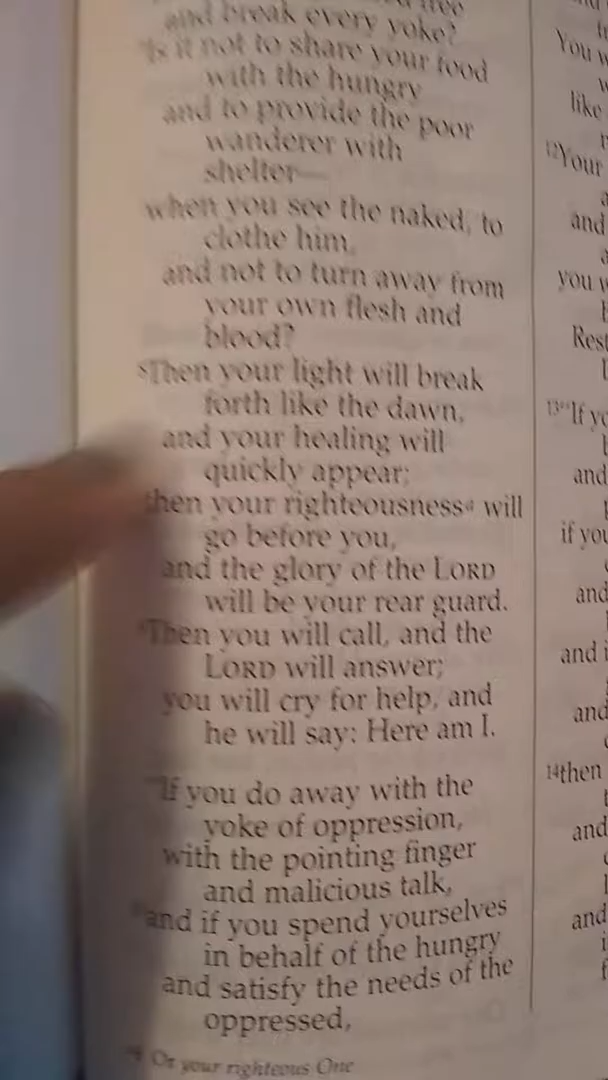 and break every yoke?
Is it not to share your food
with the hungry
and to provide the poor
wanderer with
shelter—
when you see the naked, to
clothe him,
and not to turn away from
your own flesh and
blood?
8Then your light will break
forth like the dawn,
and your healing will
quickly appear;
then your righteousnessa will
go before you,
and the glory of the LORD
will be your rear guard.
Then you will call, and the
LORD will answer;
you will cry for help, and
he will say: Here am I.
"If you do away with the
yoke of oppression,
with the pointing finger
and malicious talk,
and if you spend yourselves
in behalf of the hungry
and satisfy the needs of the
oppressed,
Or your righteous One
You
like
12Your
and
you
13"If
and
if you
and
and
and
14then
and
and